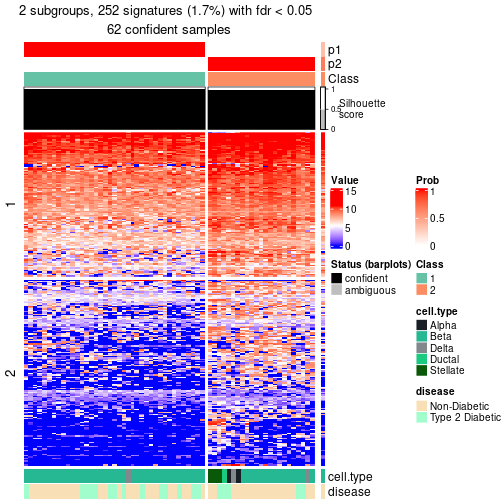 2 subgroups, 252 signatures (1.7%) with fdr < 0.05
62 confident samples
p1
p2
Class
1
0.5
0
Silhouette
score
1
2
Value
15
10
5
0
Prob
1
0.5
0
Status (barplots)
confident
ambiguous
Class
1
2
cell.type
Alpha
Beta
Delta
Ductal
Stellate
disease
Non-Diabetic
Type 2 Diabetic
cell.type
disease